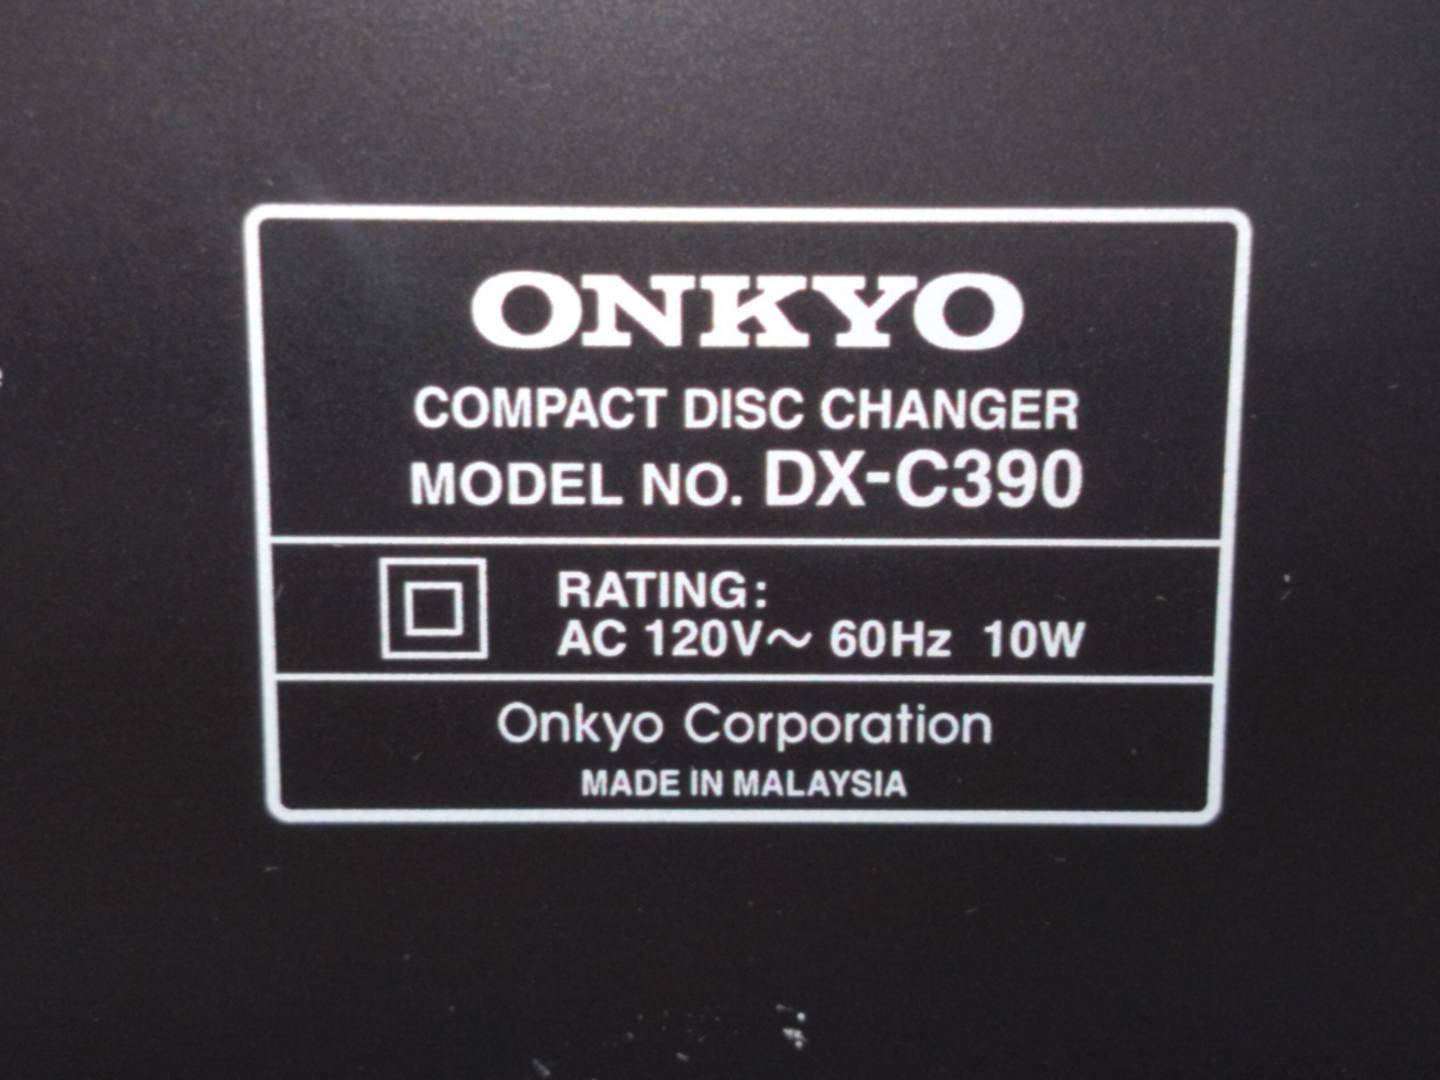 ONKYO
COMPACT DISC CHANGER
MODEL NO. DX-C390
RATING:
AC 120V～ 60Hz 10W
Onkyo Corporation
MADE IN MALAYSIA